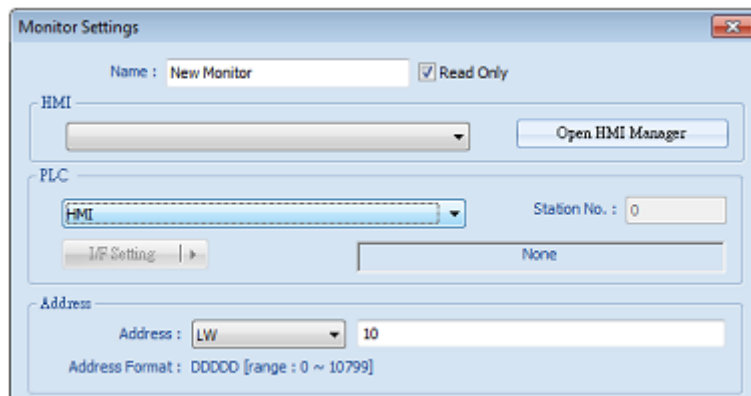 Monitor Settings
Name : New Monitor Read Only
HMI
Open HMI Manager
PLC
HMI Station No. : 0
I/F Setting None
Address
Address : LW 10
Address Format : DDDDD [range : 0 ~ 10799]